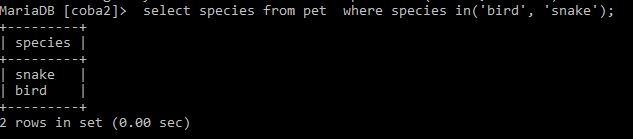 MariaDB [coba2]>  select species from pet  where species in('bird', 'snake');
+---------+
| species |
+---------+
| snake   |
| bird    |
+---------+
2 rows in set (0.00 sec)